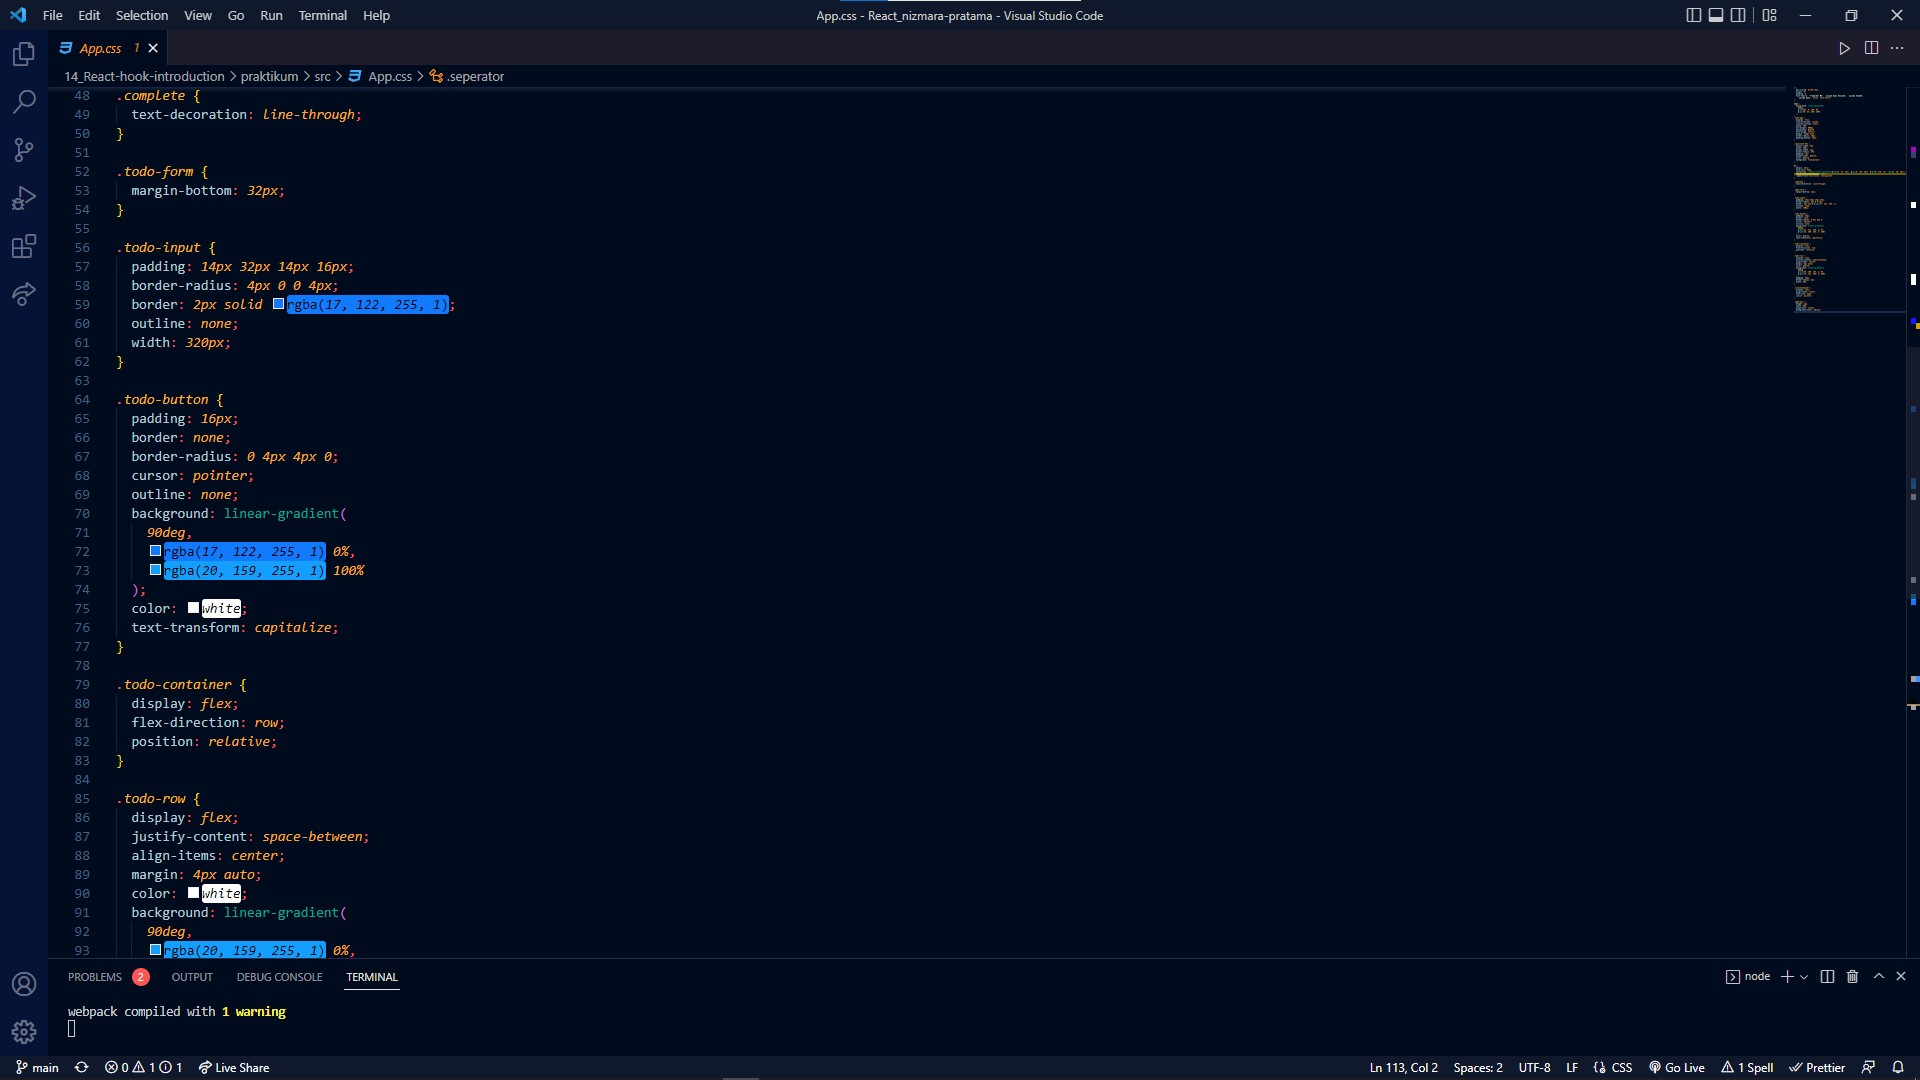 File Edit Selection View Go Run Terminal Help
App.css - React_nizmara-pratama - Visual Studio Code
App.css 1
14_React-hook-introduction > praktikum > src > App.css > .seperator
48 .complete {
49 text-decoration: line-through;
50 }
51
52 .todo-form {
53 margin-bottom: 32px;
54 }
55
56 .todo-input {
57 padding: 14px 32px 14px 16px;
58 border-radius: 4px 0 0 4px;
59 border: 2px solid rgba(17, 122, 255, 1);
60 outline: none;
61 width: 320px;
62 }
63
64 .todo-button {
65 padding: 16px;
66 border: none;
67 border-radius: 0 4px 4px 0;
68 cursor: pointer;
69 outline: none;
70 background: linear-gradient(
71 90deg,
72 rgba(17, 122, 255, 1) 0%,
73 rgba(20, 159, 255, 1) 100%
74 );
75 color: white;
76 text-transform: capitalize;
77 }
78
79 .todo-container {
80 display: flex;
81 flex-direction: row;
82 position: relative;
83 }
84
85 .todo-row {
86 display: flex;
87 justify-content: space-between;
88 align-items: center;
89 margin: 4px auto;
90 color: white;
91 background: linear-gradient(
92 90deg,
93 rgba(20, 159, 255, 1) 0%,
PROBLEMS 2 OUTPUT DEBUG CONSOLE TERMINAL
node
webpack compiled with 1 warning
main 0 1 1 Live Share
Ln 113, Col 2 Spaces: 2 UTF-8 LF CSS Go Live 1 Spell Prettier